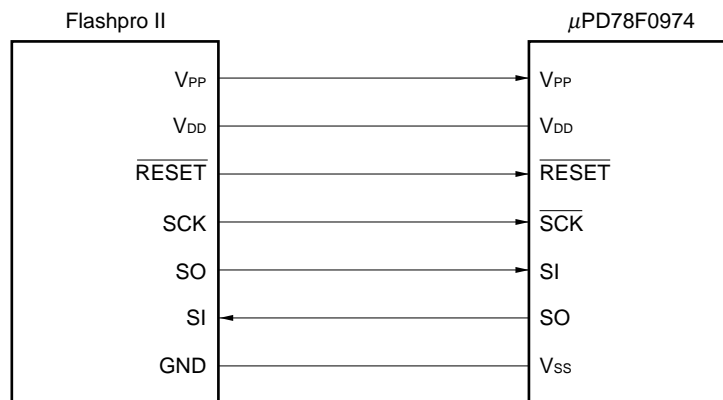 Flashpro II
μPD78F0974
VPP
VPP
VDD
VDD
RESET
RESET
SCK
SCK
SO
SI
SI
SO
GND
VSS